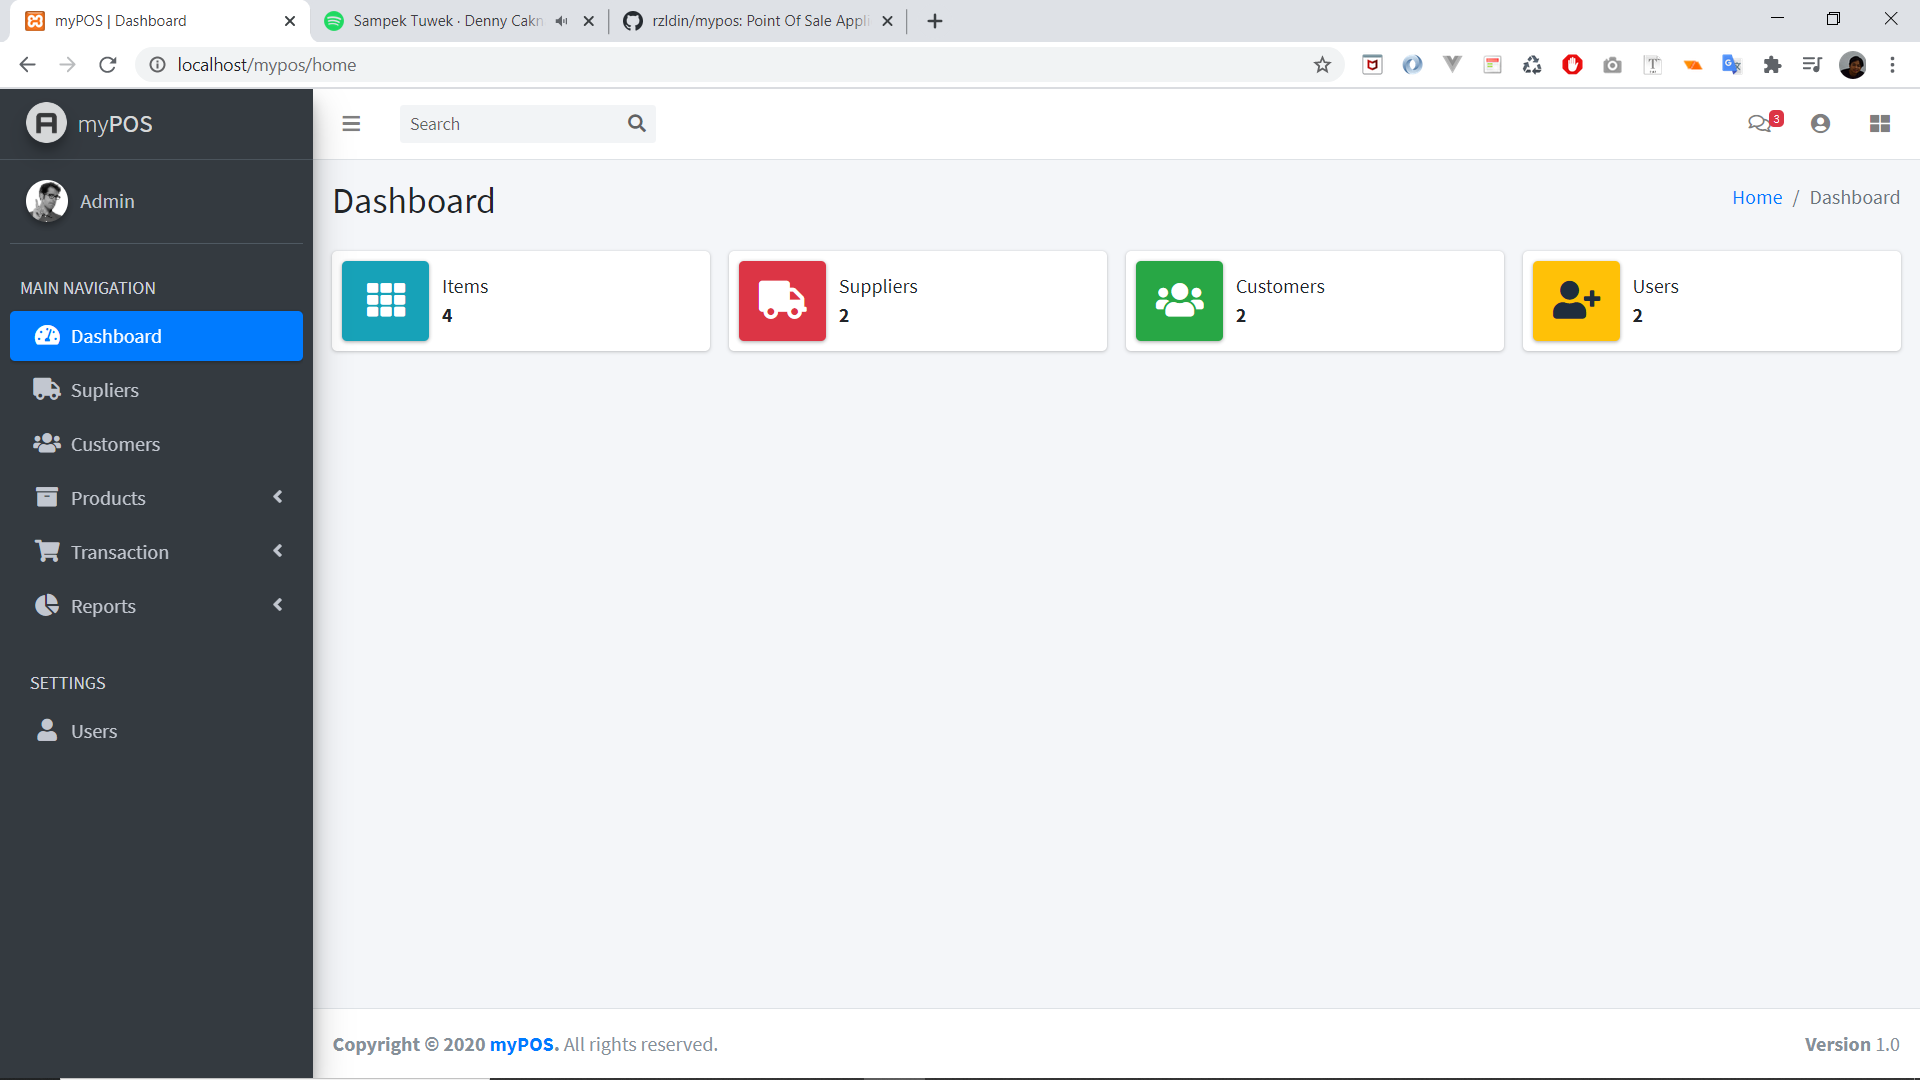 myPOS | Dashboard
Sampek Tuwek · Denny Cakn
rzldin/mypos: Point Of Sale Appli
localhost/mypos/home
myPOS
Search
3
Admin
Dashboard
Home / Dashboard
MAIN NAVIGATION
Dashboard
Supliers
Customers
Products
Transaction
Reports
SETTINGS
Users
Items
4
Suppliers
2
Customers
2
Users
2
Copyright © 2020 myPOS. All rights reserved.
Version 1.0